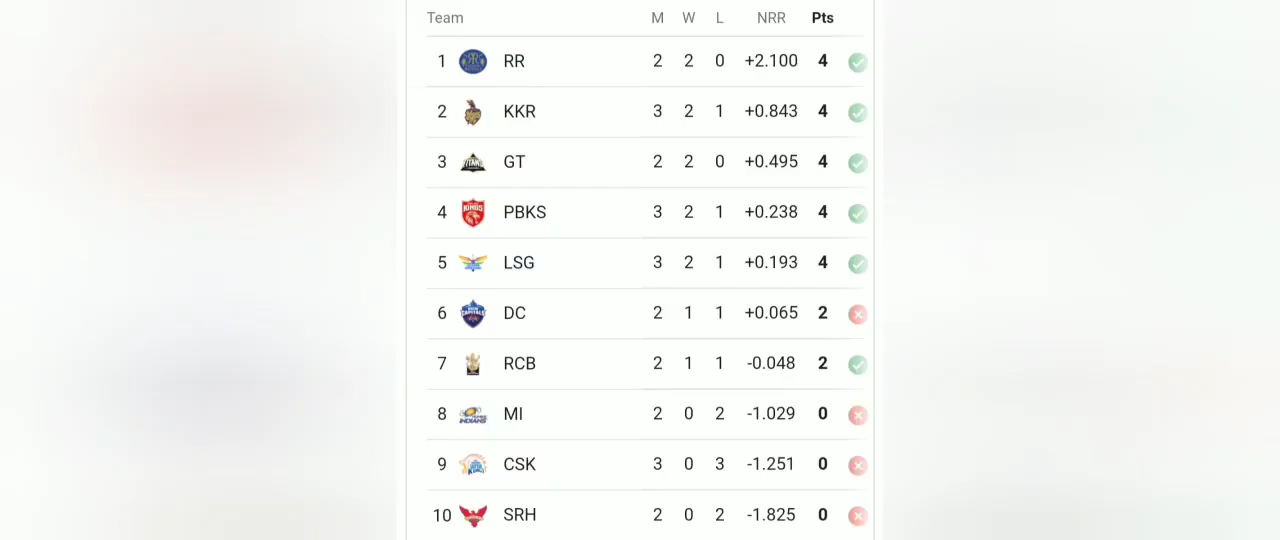 Team M W L NRR Pts
1 RR 2 2 0 +2.100 4
2 KKR 3 2 1 +0.843 4
3 GT 2 2 0 +0.495 4
4 PBKS 3 2 1 +0.238 4
5 LSG 3 2 1 +0.193 4
6 DC 2 1 1 +0.065 2
7 RCB 2 1 1 -0.048 2
8 MI 2 0 2 -1.029 0
9 CSK 3 0 3 -1.251 0
10 SRH 2 0 2 -1.825 0